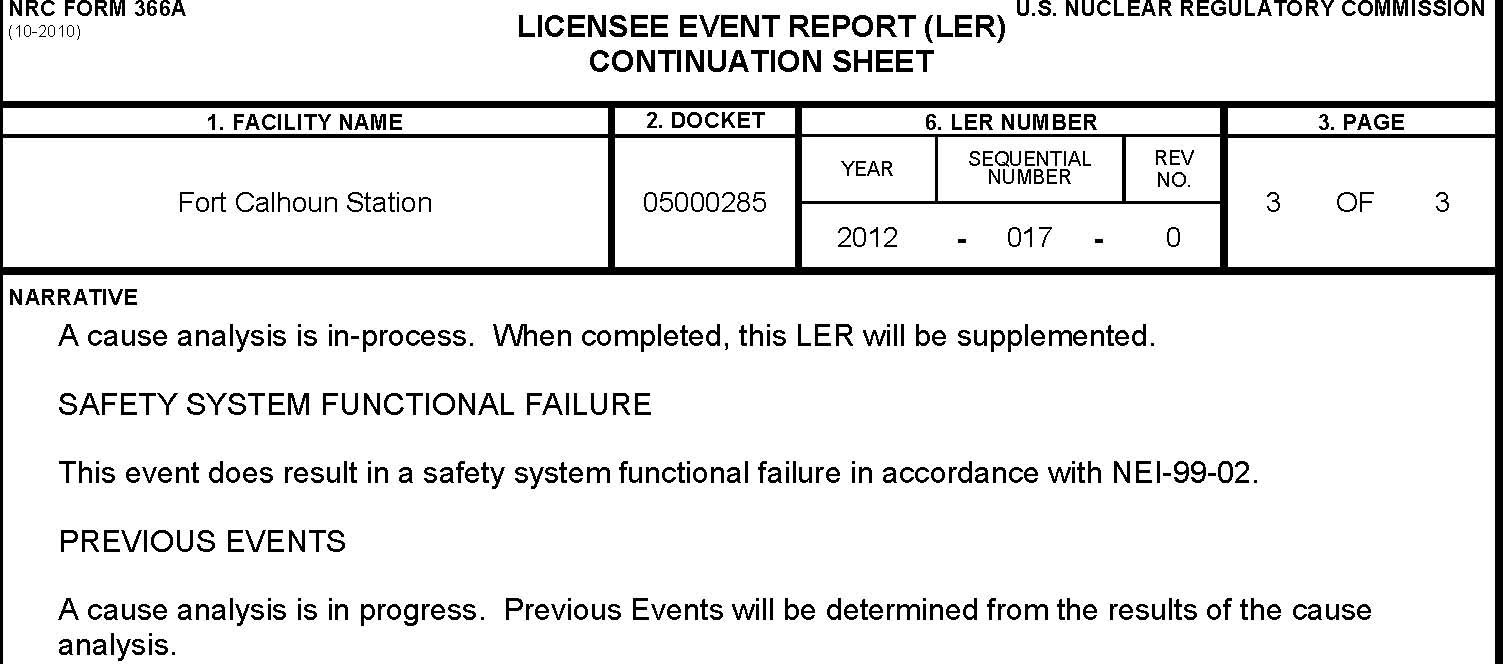 NRC FORM 366A
(10-2010)
U.S. NUCLEAR REGULATORY COMMISSION
LICENSEE EVENT REPORT (LER)
CONTINUATION SHEET
1. FACILITY NAME
2. DOCKET
6. LER NUMBER
3. PAGE
Fort Calhoun Station
05000285
YEAR
SEQUENTIAL
NUMBER
REV
NO.
2012 - 017 - 0
3 OF 3
NARRATIVE
A cause analysis is in-process. When completed, this LER will be supplemented.
SAFETY SYSTEM FUNCTIONAL FAILURE
This event does result in a safety system functional failure in accordance with NEI-99-02.
PREVIOUS EVENTS
A cause analysis is in progress. Previous Events will be determined from the results of the cause
analysis.